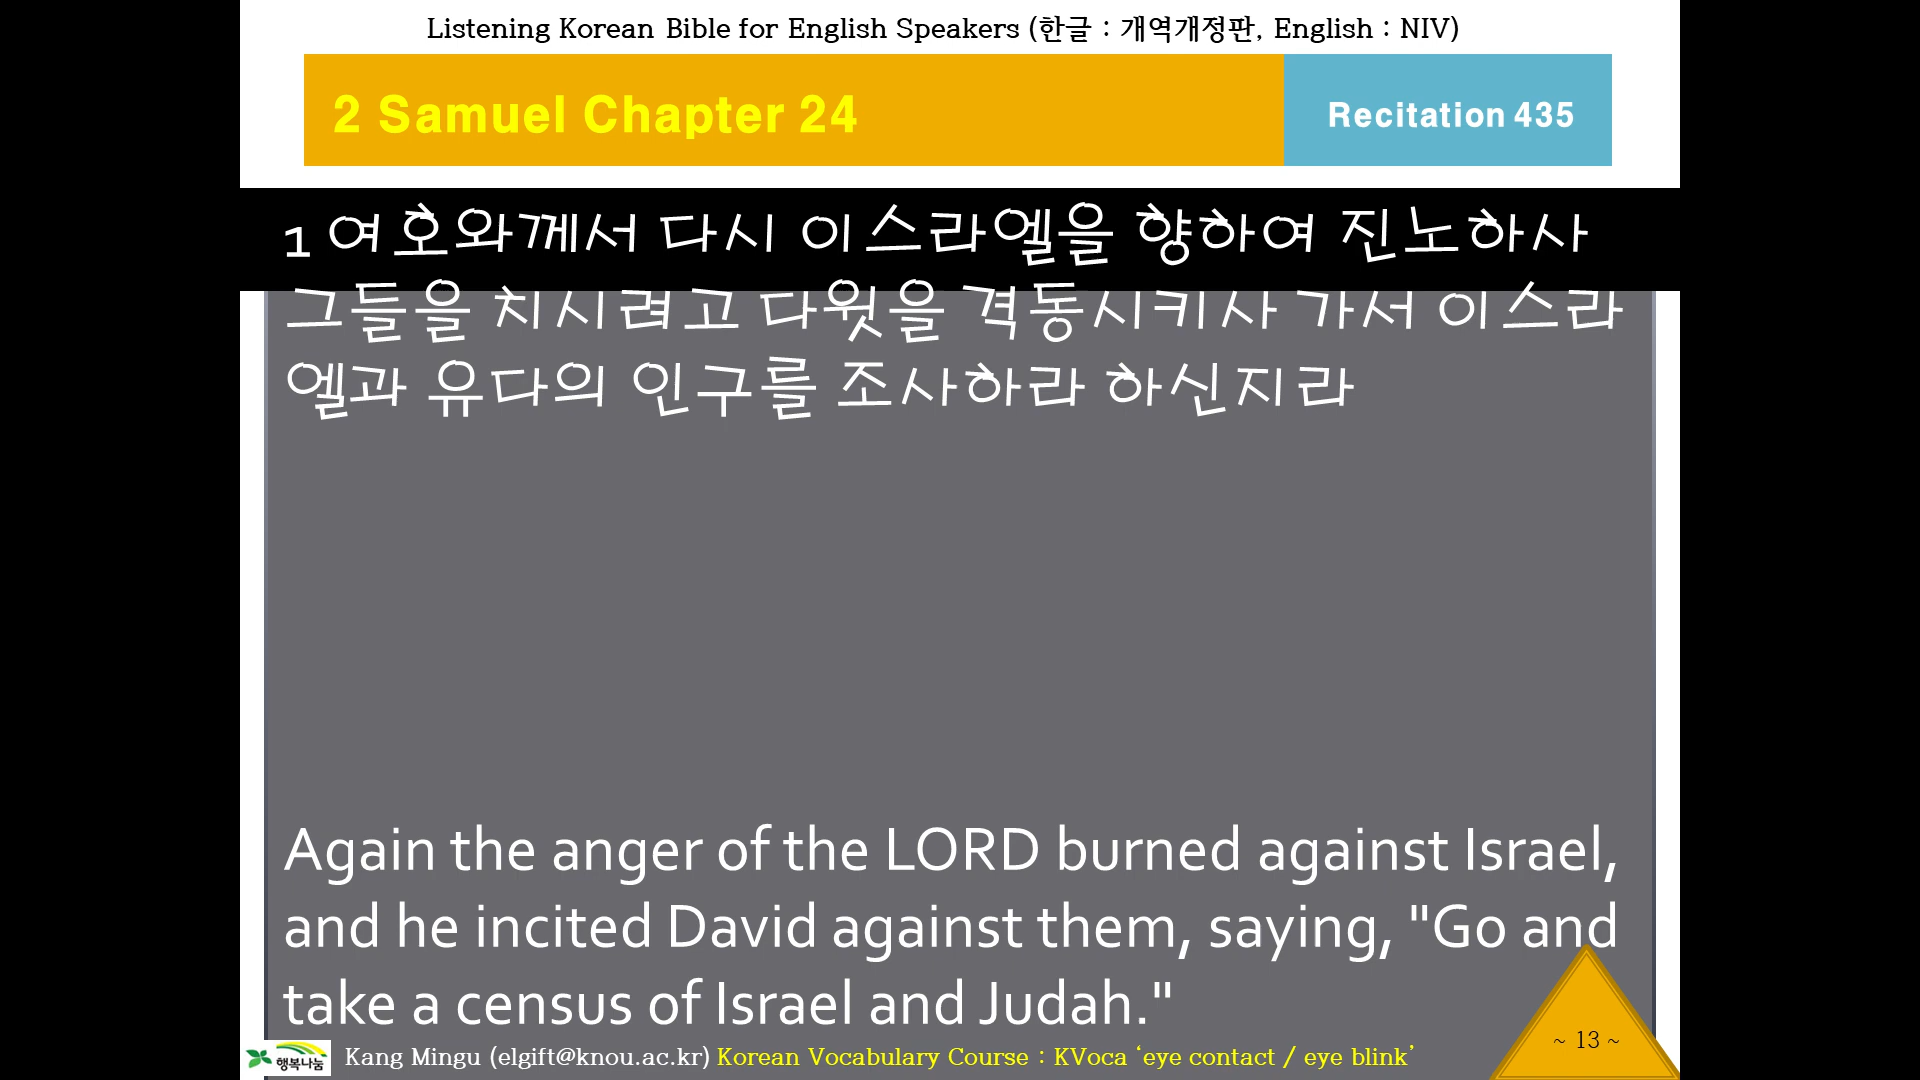 Listening Korean Bible for English Speakers (한글 : 개역개정판, English : NIV)
2 Samuel Chapter 24
Recitation 435
1 여호와께서 다시 이스라엘을 향하여 진노하사
그들을 치시려고 다윗을 격동시키사 가서 이스라
엘과 유다의 인구를 조사하라 하신지라
Again the anger of the LORD burned against Israel,
and he incited David against them, saying, "Go and
take a census of Israel and Judah."
행복나눔
Kang Mingu (elgift@knou.ac.kr) Korean Vocabulary Course : KVoca ‘eye contact / eye blink’
~ 13 ~